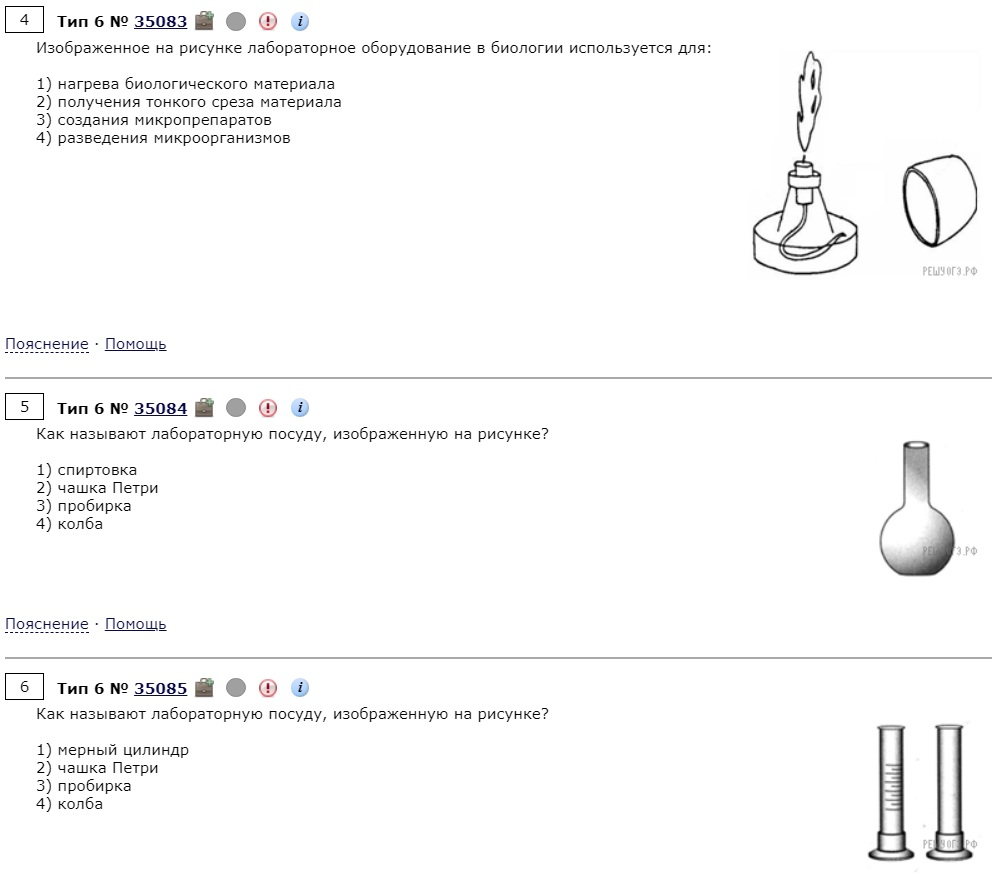 4 Тип 6 № 35083
Изображенное на рисунке лабораторное оборудование в биологии используется для:
1) нагрева биологического материала
2) получения тонкого среза материала
3) создания микропрепаратов
4) разведения микроорганизмов
РЕШУОГЭ.РФ
Пояснение · Помощь
5 Тип 6 № 35084
Как называют лабораторную посуду, изображенную на рисунке?
1) спиртовка
2) чашка Петри
3) пробирка
4) колба
РЕШУОГЭ.РФ
Пояснение · Помощь
6 Тип 6 № 35085
Как называют лабораторную посуду, изображенную на рисунке?
1) мерный цилиндр
2) чашка Петри
3) пробирка
4) колба
РЕШУОГЭ.РФ